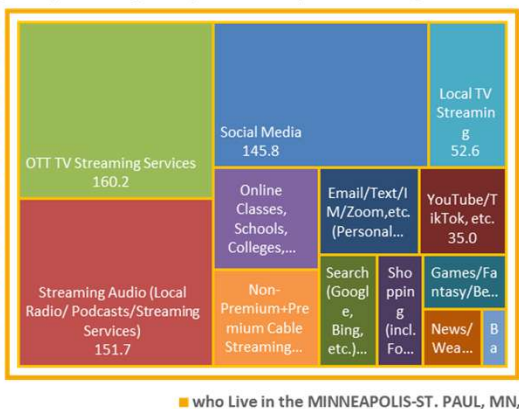 OTT TV Streaming Services
160.2
Social Media
145.8
Local TV
Streamin
g
52.6
Streaming Audio (Local
Radio/ Podcasts/Streaming
Services)
151.7
Online
Classes,
Schools,
Colleges,...
Email/Text/I
M/Zoom,etc.
(Personal...
YouTube/T
ikTok, etc.
35.0
Non-
Premium+Pre
mium Cable
Streaming...
Search
(Googl
e,
Bing,
etc.)...
Sho
ppin
g
(incl.
Fo...
Games/Fa
ntasy/Be...
News/
Wea...
B
a
who Live in the MINNEAPOLIS-ST. PAUL, MN,